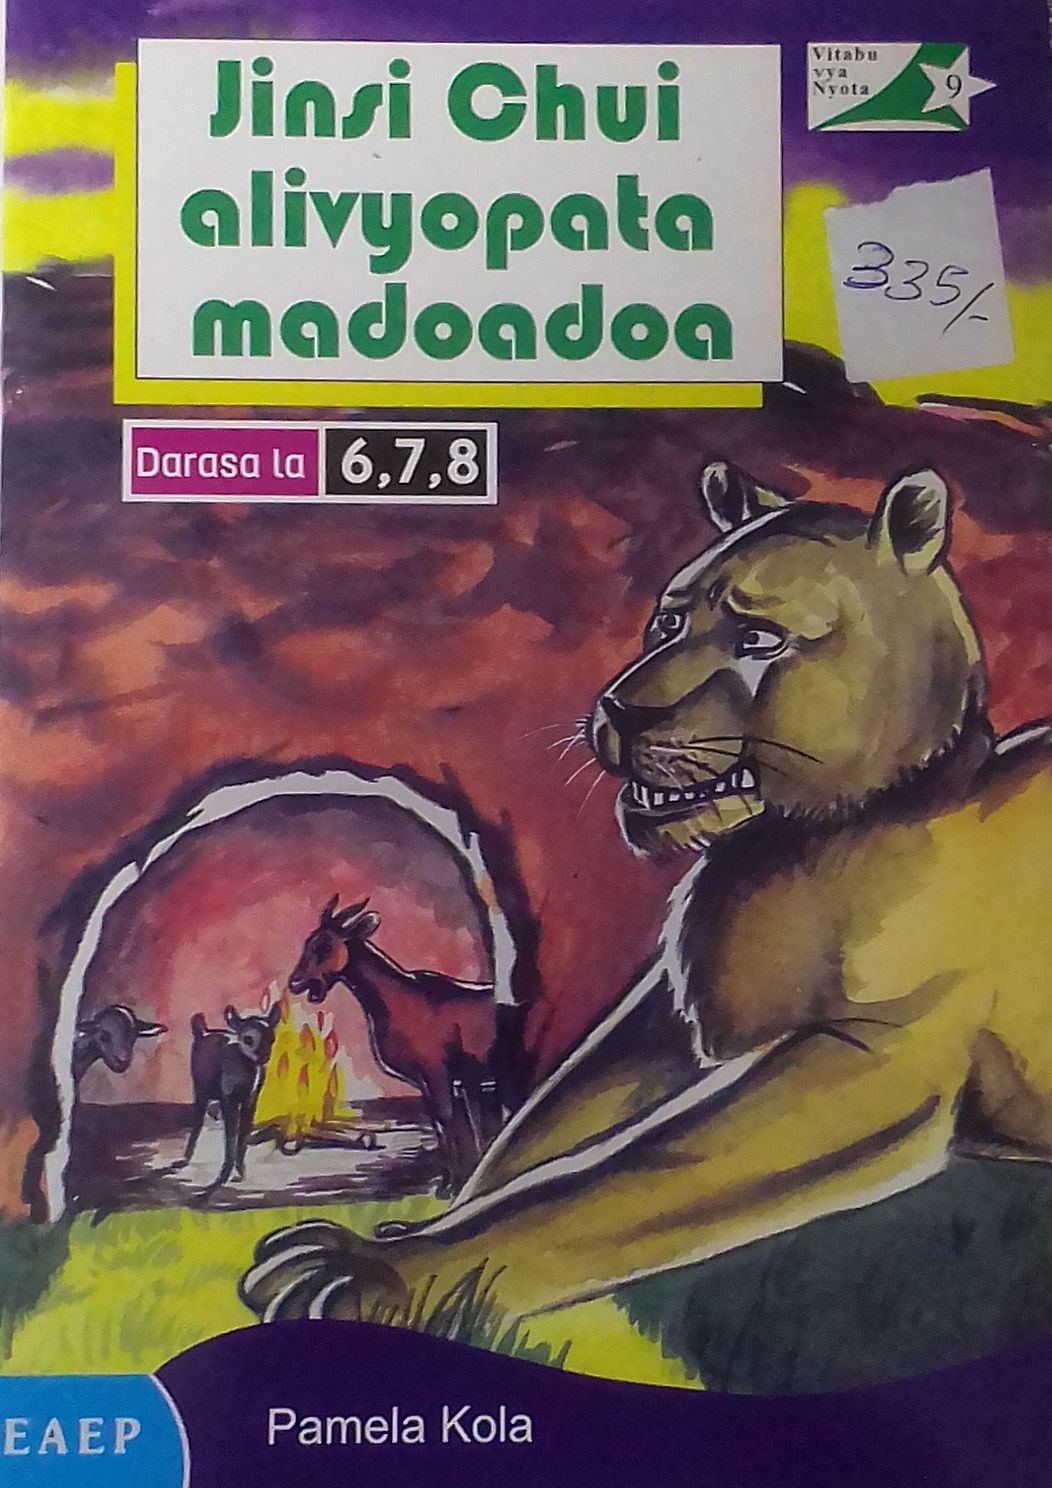 Jinsi Chui
alivyopata
madoadoa
Vitabu
vya
Nyota
9
335/-
Darasa la 6,7,8
EAEP
Pamela Kola